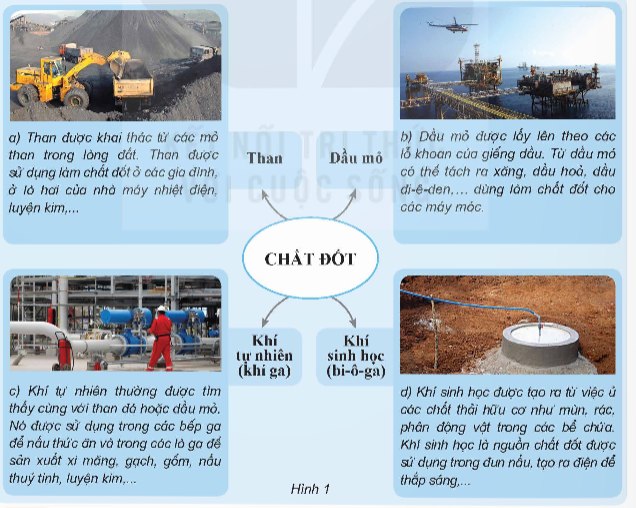 a) Than được khai thác từ các mỏ
than trong lòng đất. Than được
sử dụng làm chất đốt ở các gia đình,
ở lò hơi của nhà máy nhiệt điện,
luyện kim,...
Than
Dầu mỏ
b) Dầu mỏ được lấy lên theo các
lỗ khoan của giếng dầu. Từ dầu mỏ
có thể tách ra xăng, dầu hoả, dầu
đi-ê-den,... dùng làm chất đốt cho
các máy móc.
KẾT NỐI TRI THỨC
VỚI CUỘC SỐNG
CHẤT ĐỐT
Khí
tự nhiên
(khí ga)
Khí
sinh học
(bi-ô-ga)
c) Khí tự nhiên thường được tìm
thấy cùng với than đá hoặc dầu mỏ.
Nó được sử dụng trong các bếp ga
để nấu thức ăn và trong các lò ga để
sản xuất xi măng, gạch, gốm, nấu
thuỷ tinh, luyện kim,...
d) Khí sinh học được tạo ra từ việc ủ
các chất thải hữu cơ như mùn, rác,
phân động vật trong các bể chứa.
Khí sinh học là nguồn chất đốt được
sử dụng trong đun nấu, tạo ra điện để
thắp sáng,...
Hình 1